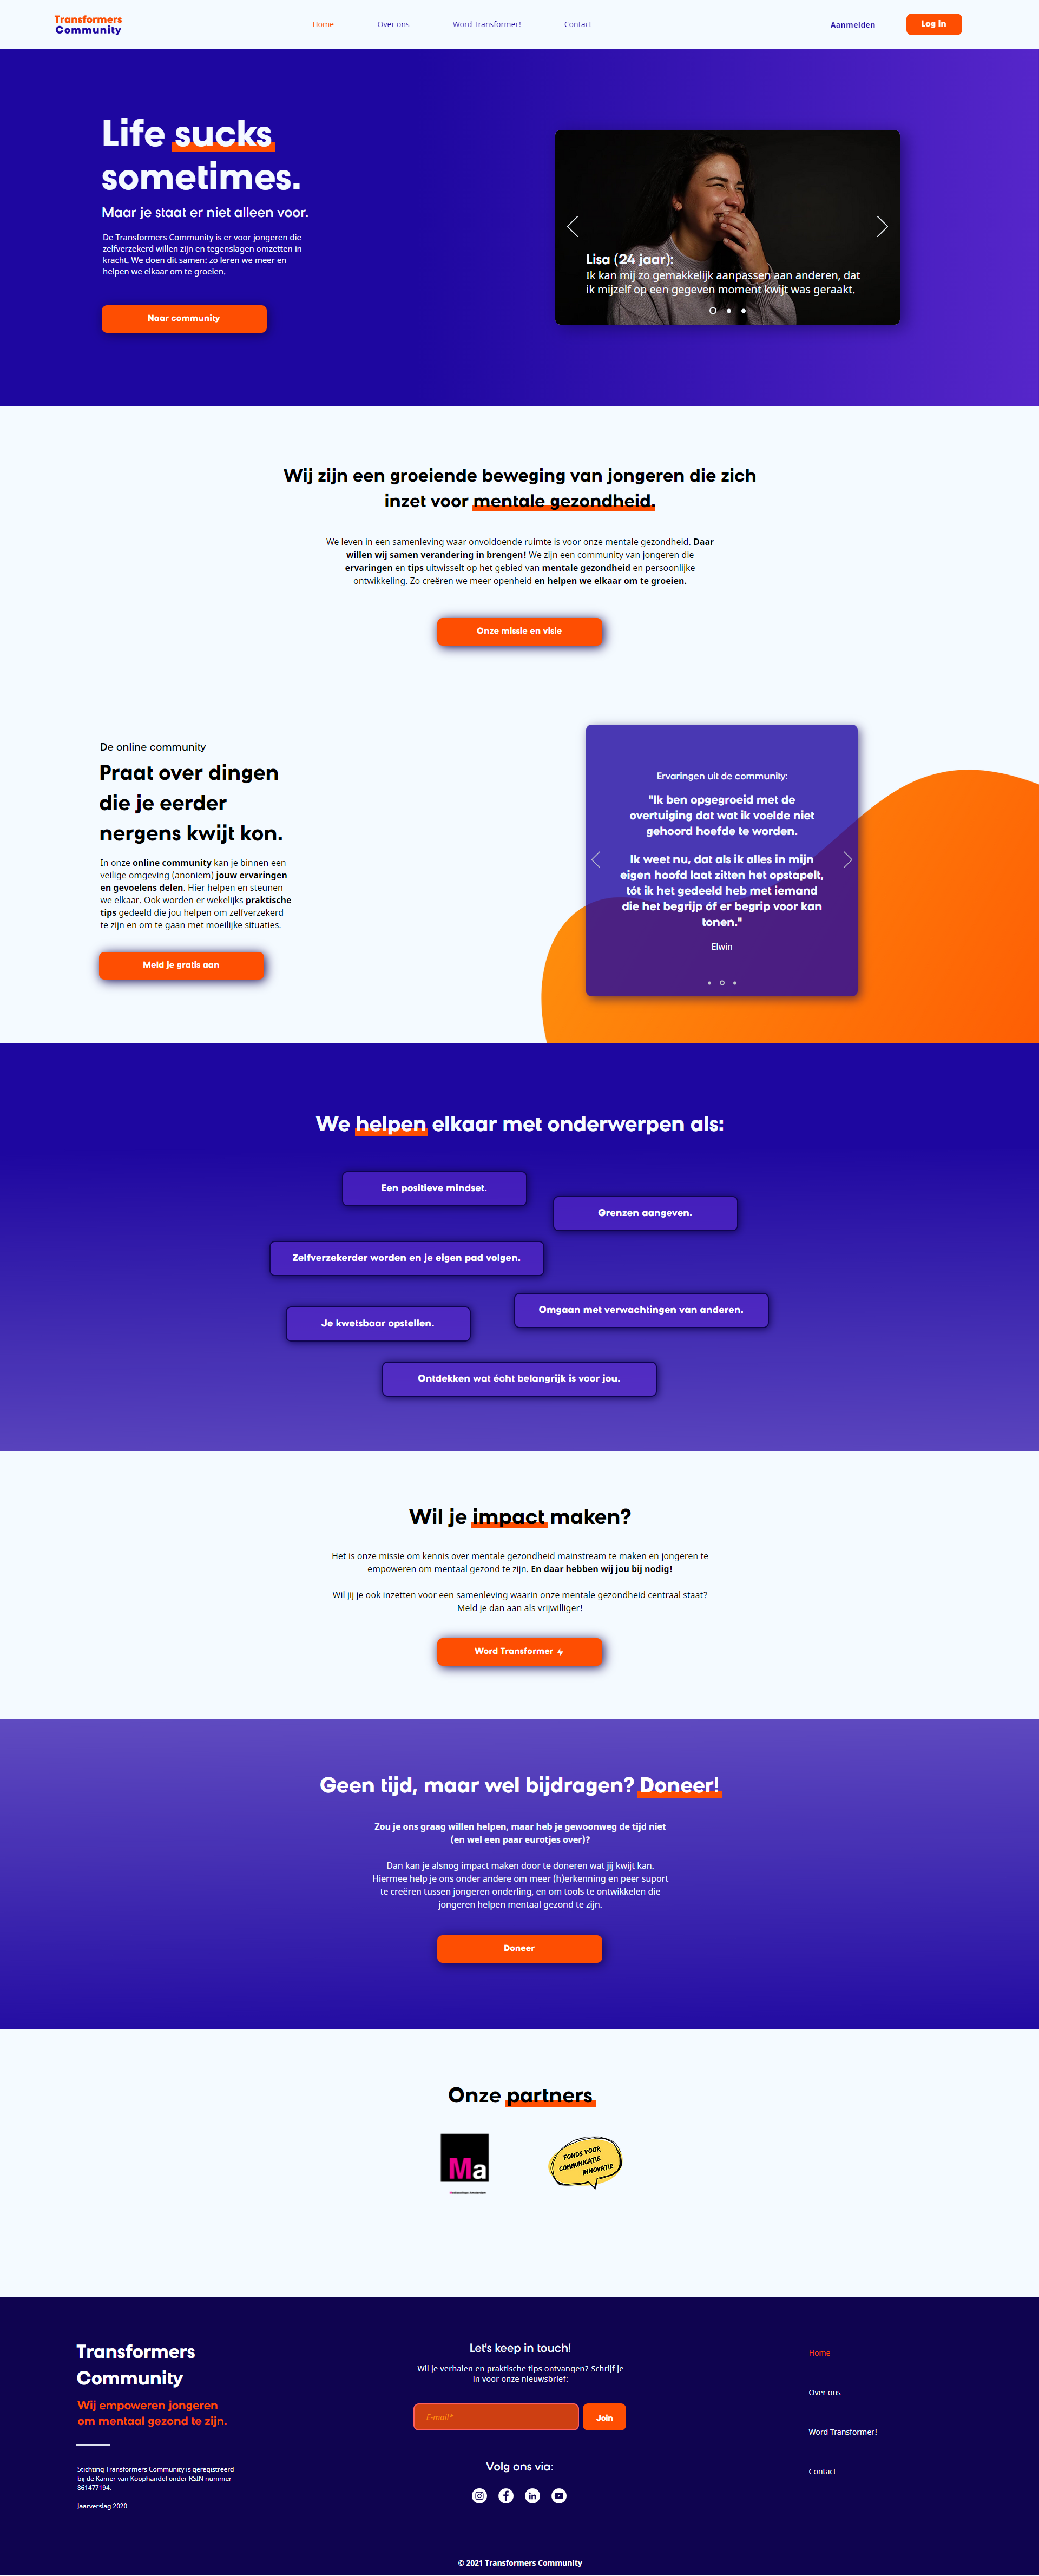 Transformers
Community
Home
Over ons
Word Transformer!
Contact
Aanmelden
Log in
Life sucks
sometimes.
Maar je staat er niet alleen voor.
De Transformers Community is er voor jongeren die
zelfverzekerd willen zijn en tegenslagen omzetten in
kracht. We doen dit samen: zo leren we meer en
helpen we elkaar om te groeien.
Naar community
Lisa (24 jaar):
Ik kan mij zo gemakkelijk aanpassen aan anderen, dat
ik mijzelf op een gegeven moment kwijt was geraakt.
Wij zijn een groeiende beweging van jongeren die zich
inzet voor mentale gezondheid.
We leven in een samenleving waar onvoldoende ruimte is voor onze mentale gezondheid. Daar
willen wij samen verandering in brengen! We zijn een community van jongeren die
ervaringen en tips uitwisselt op het gebied van mentale gezondheid en persoonlijke
ontwikkeling. Zo creëren we meer openheid en helpen we elkaar om te groeien.
Onze missie en visie
De online community
Praat over dingen
die je eerder
nergens kwijt kon.
In onze online community kan je binnen een
veilige omgeving (anoniem) jouw ervaringen
en gevoelens delen. Hier helpen en steunen
we elkaar. Ook worden er wekelijks praktische
tips gedeeld die jou helpen om zelfverzekerd
te zijn en om te gaan met moeilijke situaties.
Meld je gratis aan
Ervaringen uit de community:
"Ik ben opgegroeid met de
overtuiging dat wat ik voelde niet
gehoord hoefde te worden.
Ik weet nu, dat als ik alles in mijn
eigen hoofd laat zitten het opstapelt,
tót ik het gedeeld heb met iemand
die het begrijp óf er begrip voor kan
tonen."
Elwin
We helpen elkaar met onderwerpen als:
Een positieve mindset.
Grenzen aangeven.
Zelfverzekerder worden en je eigen pad volgen.
Omgaan met verwachtingen van anderen.
Je kwetsbaar opstellen.
Ontdekken wat écht belangrijk is voor jou.
Wil je impact maken?
Het is onze missie om kennis over mentale gezondheid mainstream te maken en jongeren te
empoweren om mentaal gezond te zijn. En daar hebben wij jou bij nodig!
Wil jij je ook inzetten voor een samenleving waarin onze mentale gezondheid centraal staat?
Meld je dan aan als vrijwilliger!
Word Transformer
Geen tijd, maar wel bijdragen? Doneer!
Zou je ons graag willen helpen, maar heb je gewoonweg de tijd niet
(en wel een paar eurotjes over)?
Dan kan je alsnog impact maken door te doneren wat jij kwijt kan.
Hiermee help je ons onder andere om meer (h)erkenning en peer suport
te creëren tussen jongeren onderling, en om tools te ontwikkelen die
jongeren helpen mentaal gezond te zijn.
Doneer
Onze partners
Ma
FONDS VOOR
COMMUNICATIE
INNOVATIE
Transformers
Community
Wij empoweren jongeren
om mentaal gezond te zijn.
Stichting Transformers Community is geregistreerd
bij de Kamer van Koophandel onder RSIN nummer
861477194.
Jaarverslag 2020
Let's keep in touch!
Wil je verhalen en praktische tips ontvangen? Schrijf je
in voor onze nieuwsbrief:
E-mail*
Join
Volg ons via:
Home
Over ons
Word Transformer!
Contact
© 2021 Transformers Community